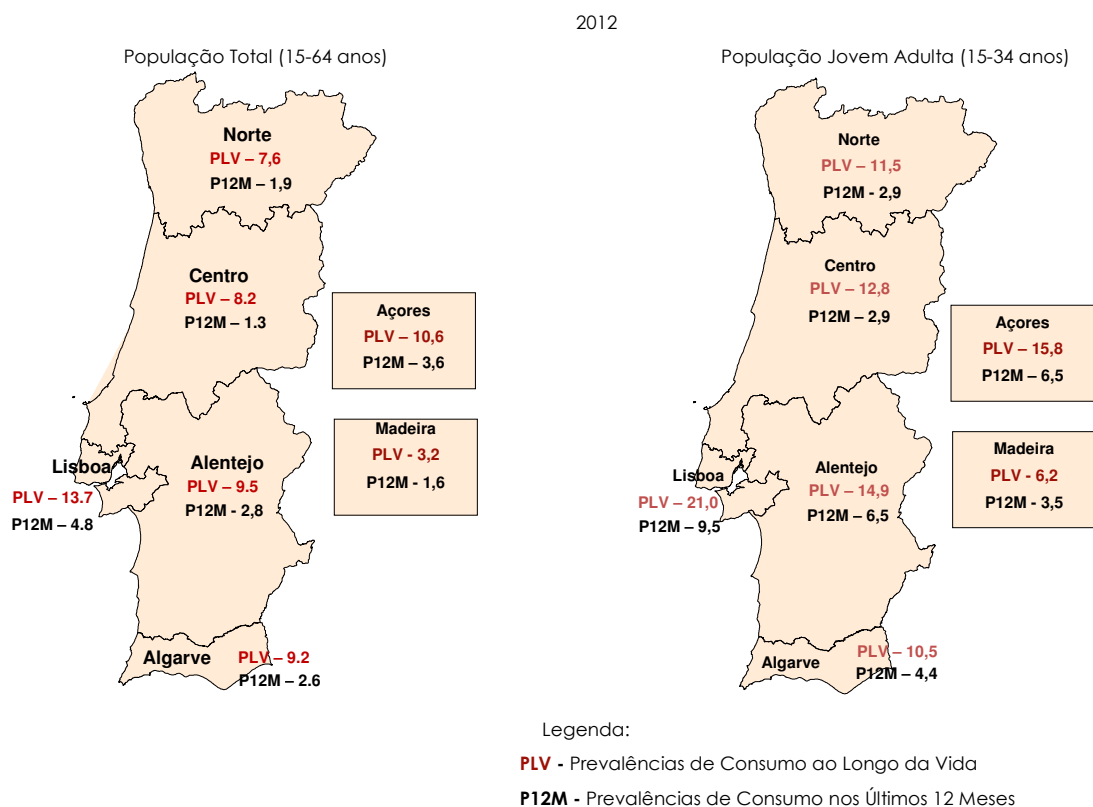 2012
População Total (15-64 anos)
Norte
PLV – 7,6
P12M – 1,9
Centro
PLV – 8.2
P12M – 1.3
Açores
PLV – 10,6
P12M – 3,6
Madeira
PLV - 3,2
P12M - 1,6
Lisboa
PLV – 13.7
P12M – 4.8
Alentejo
PLV – 9.5
P12M - 2,8
Algarve
PLV – 9.2
P12M – 2.6
População Jovem Adulta (15-34 anos)
Norte
PLV – 11,5
P12M - 2,9
Centro
PLV – 12,8
P12M – 2,9
Açores
PLV – 15,8
P12M – 6,5
Madeira
PLV - 6,2
P12M - 3,5
Lisboa
PLV – 21,0
P12M – 9,5
Alentejo
PLV – 14,9
P12M – 6,5
Algarve
PLV – 10,5
P12M – 4,4
Legenda:
PLV - Prevalências de Consumo ao Longo da Vida
P12M - Prevalências de Consumo nos Últimos 12 Meses